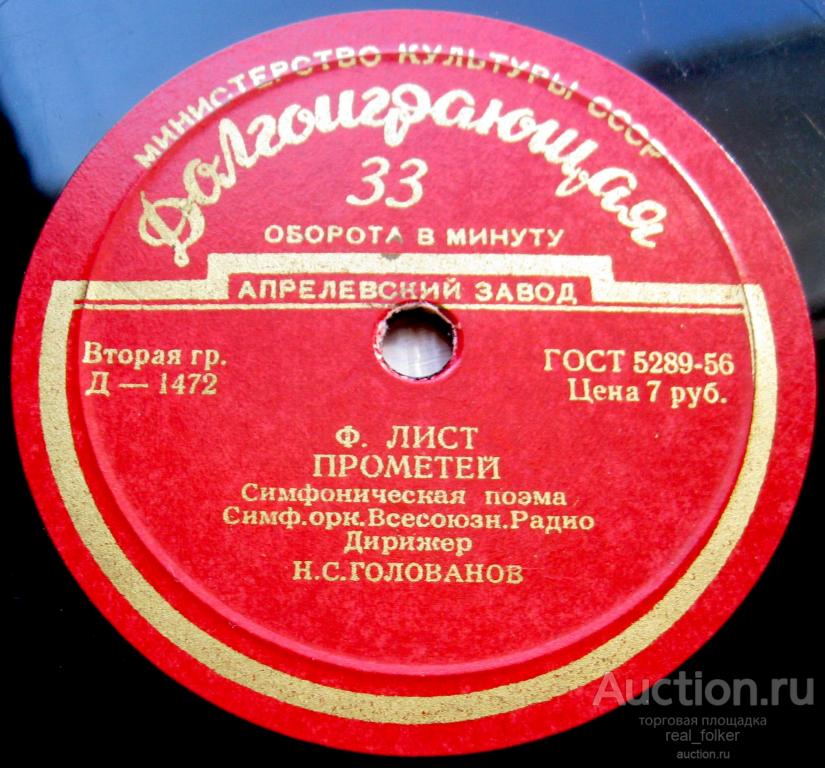 МИНИСТЕРСТВО КУЛЬТУРЫ СССР
Долгоиграющая
33
ОБОРОТА В МИНУТУ
АПРЕЛЕВСКИЙ ЗАВОД
Вторая гр.
Д — 1472
ГОСТ 5289-56
Цена 7 руб.
Ф. ЛИСТ
ПРОМЕТЕЙ
Симфоническая поэма
Симф.орк.Всесоюзн.Радио
Дирижер
Н.С.ГОЛОВАНОВ
Auction.ru
торговая площадка
real_folker
auction.ru